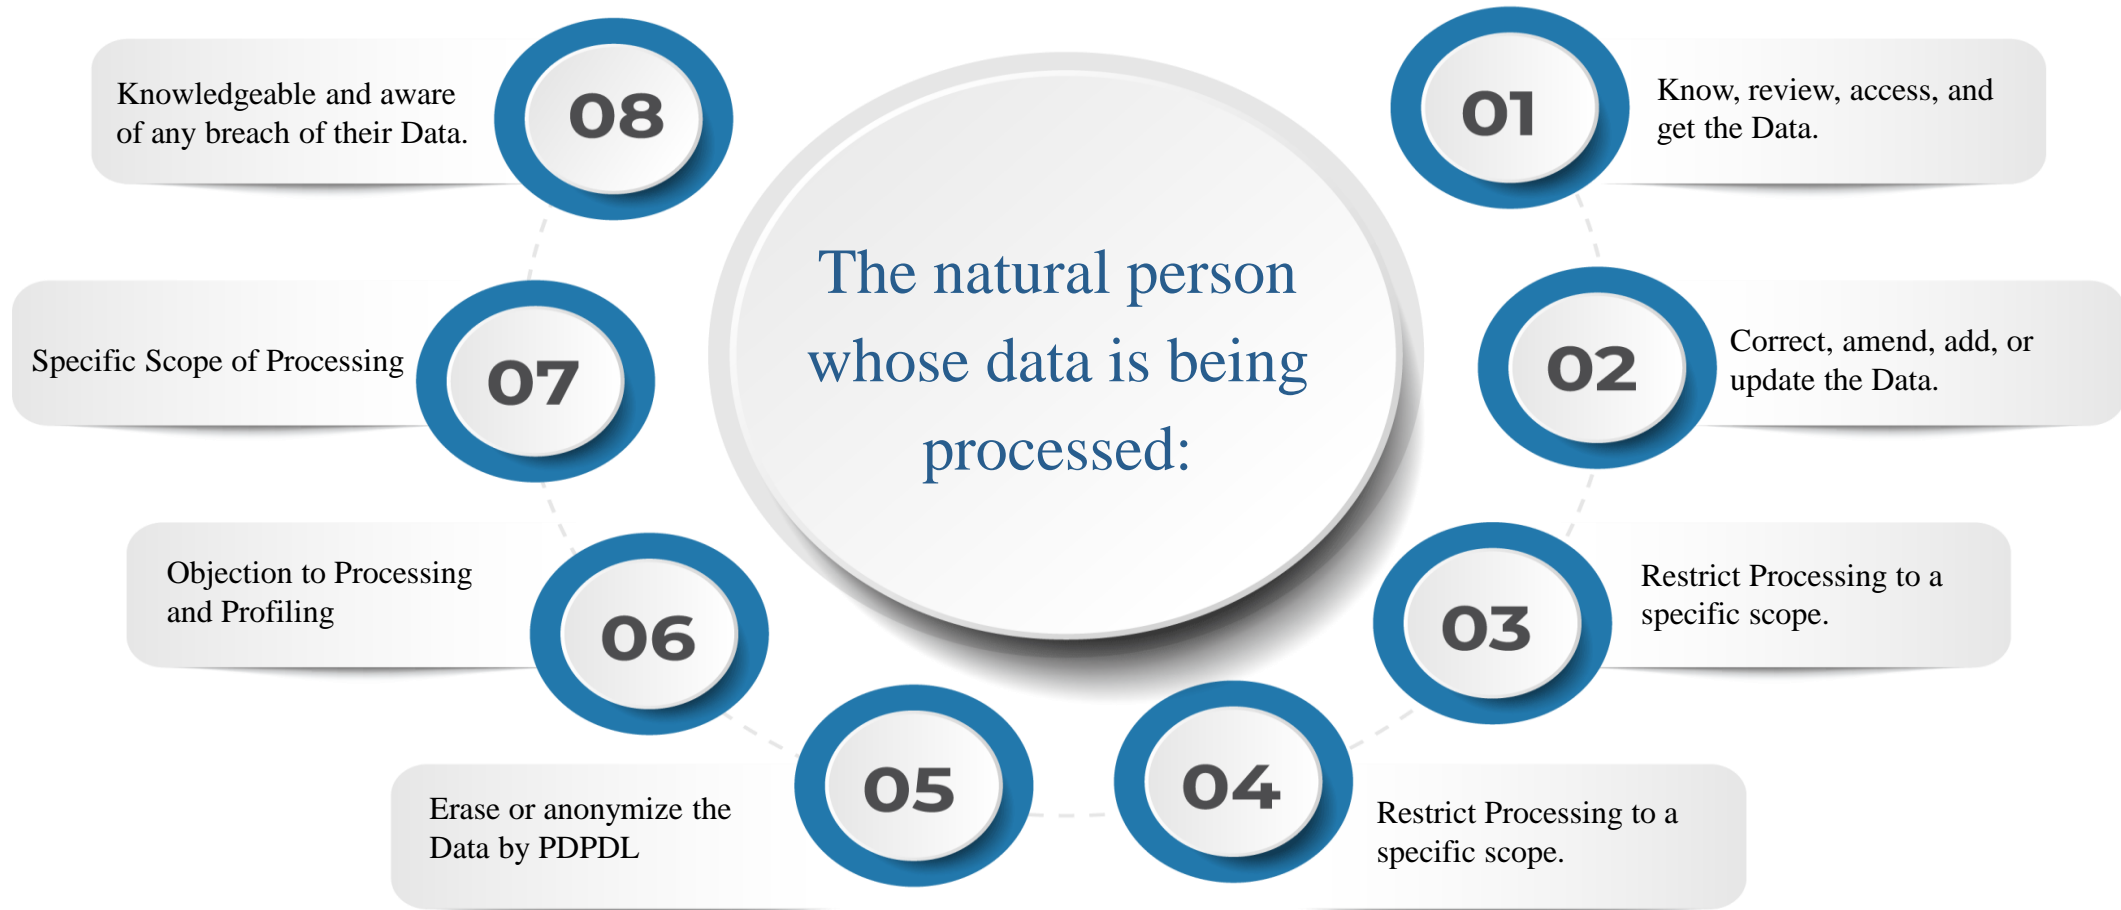 The natural person
whose data is being
processed:
01
Know, review, access, and
get the Data.
02
Correct, amend, add, or
update the Data.
03
Restrict Processing to a
specific scope.
04
Restrict Processing to a
specific scope.
05
Erase or anonymize the
Data by PDPDL
06
Objection to Processing
and Profiling
07
Specific Scope of Processing
08
Knowledgeable and aware
of any breach of their Data.